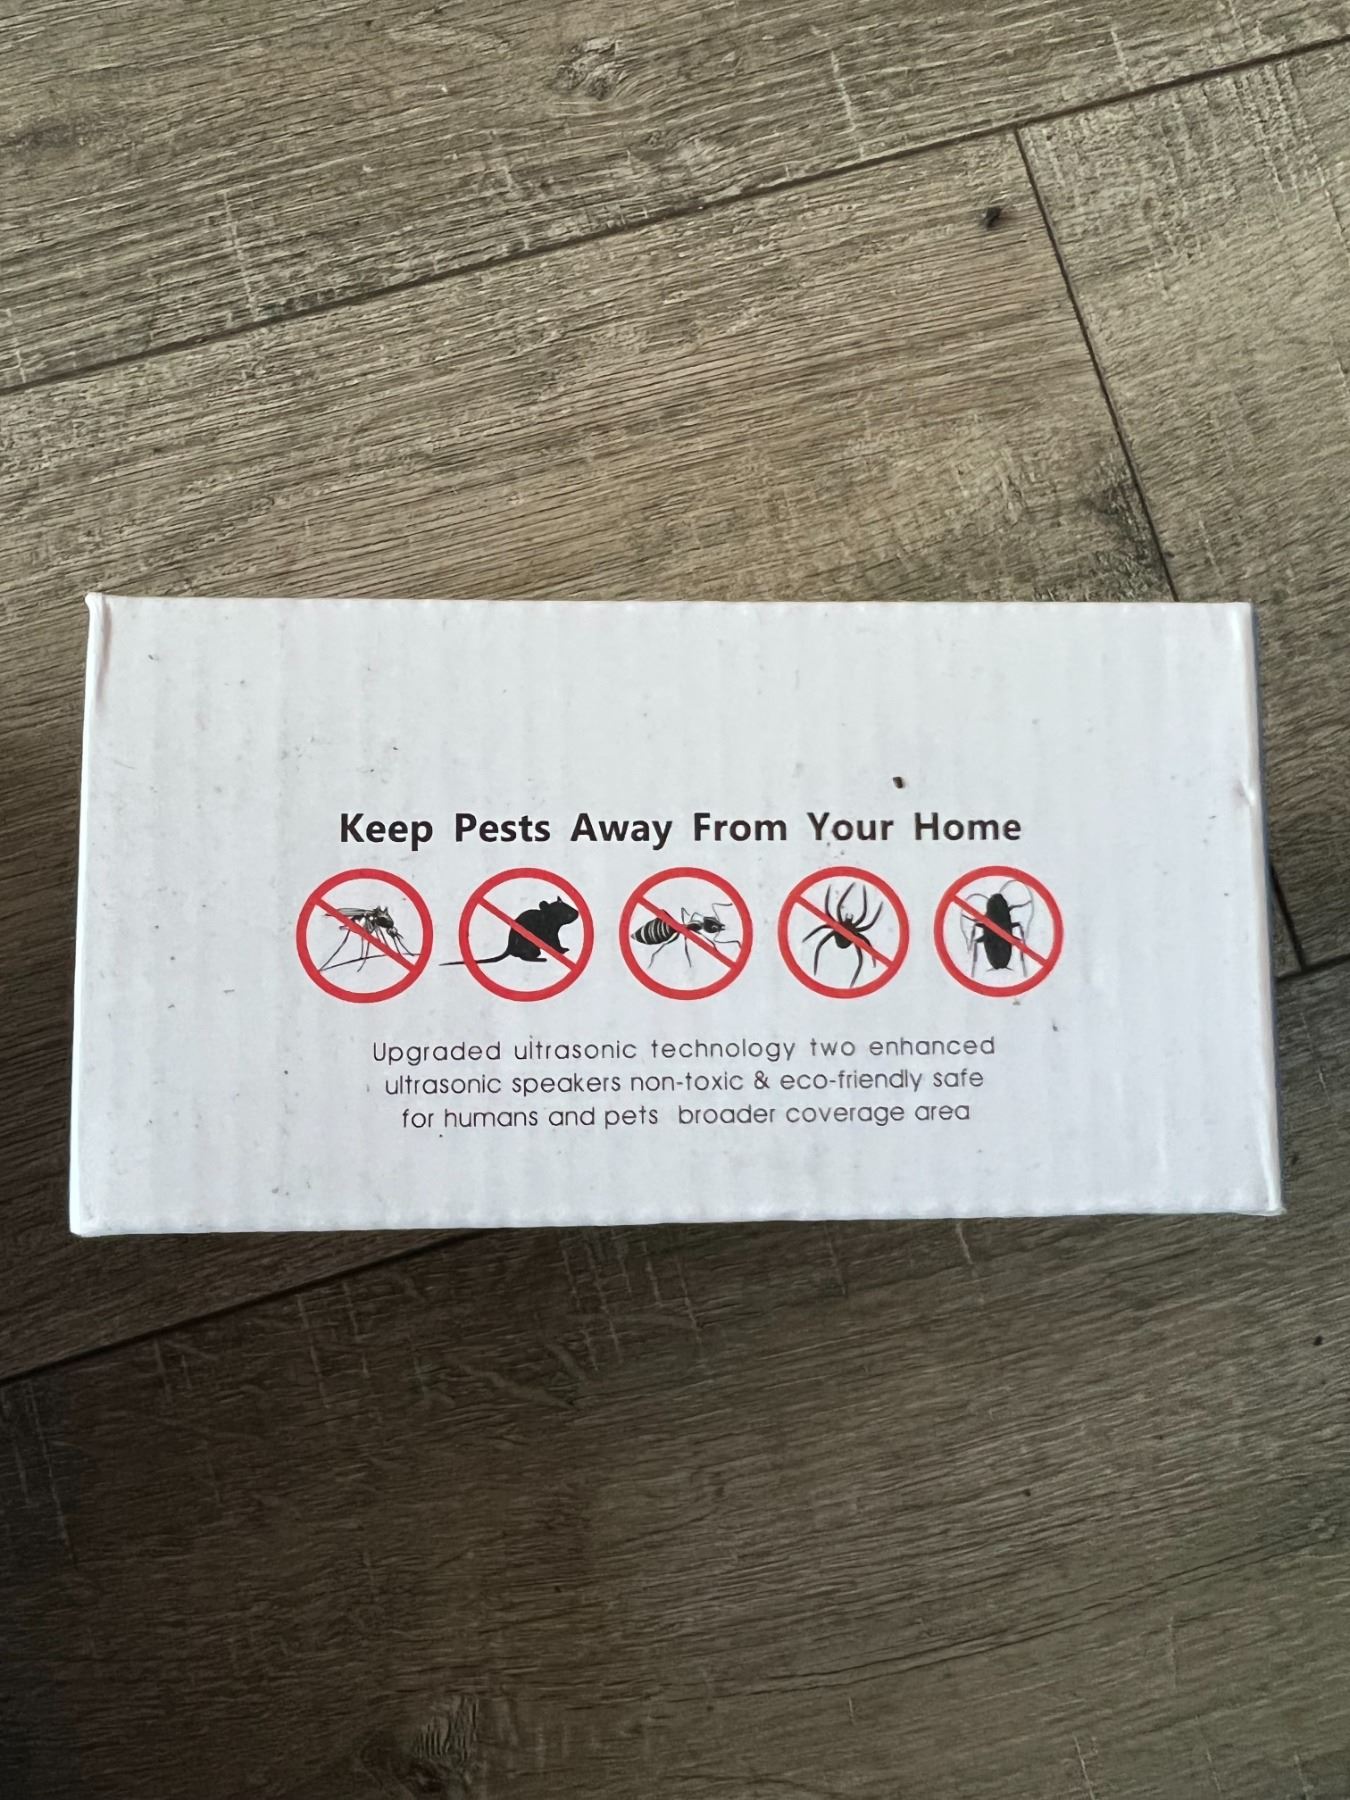 Keep Pests Away From Your Home
Upgraded ultrasonic technology two enhanced
ultrasonic speakers non-toxic & eco-friendly safe
for humans and pets broader coverage area